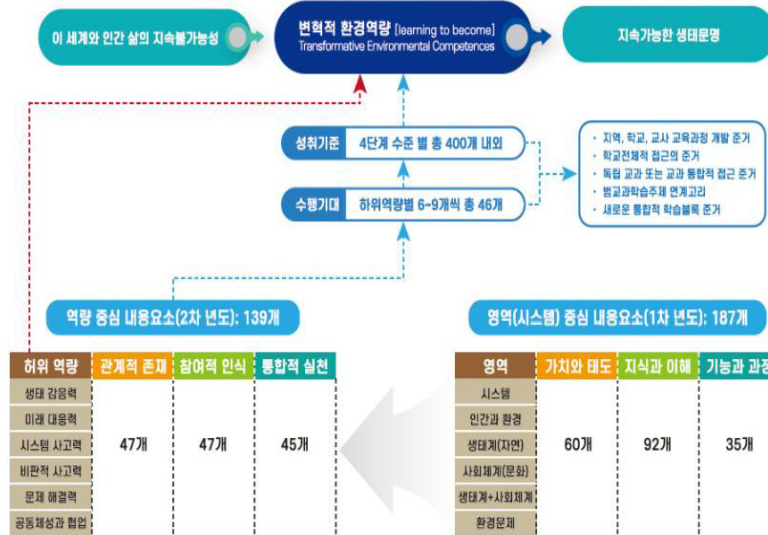 이 세계와 인간 삶의 지속불가능성
변혁적 환경역량 [learning to become]
Transformative Environmental Competences
지속가능한 생태문명
성취기준
4단계 수준 별 총 400개 내외
수행기대
하위역량별 6~9개씩 총 46개
· 지역, 학교, 교사 교육과정 개발 준거
· 학교전체적 접근의 준거
· 독립 교과 또는 교과 통합적 접근 준거
· 범교과학습주제 연계고리
· 새로운 통합적 학습블록 준거
역량 중심 내용요소(2차 년도): 139개
허위 역량
관계적 존재
참여적 인식
통합적 실천
생태 감응력
미래 대응력
시스템 사고력
비판적 사고력
문제 해결력
공동체성과 협업
47개
47개
45개
영역(시스템) 중심 내용요소(1차 년도): 187개
영역
가치와 태도
지식과 이해
기능과 과정
시스템
인간과 환경
생태계(자연)
사회체계(문화)
생태계+사회체계
환경문제
60개
92개
35개